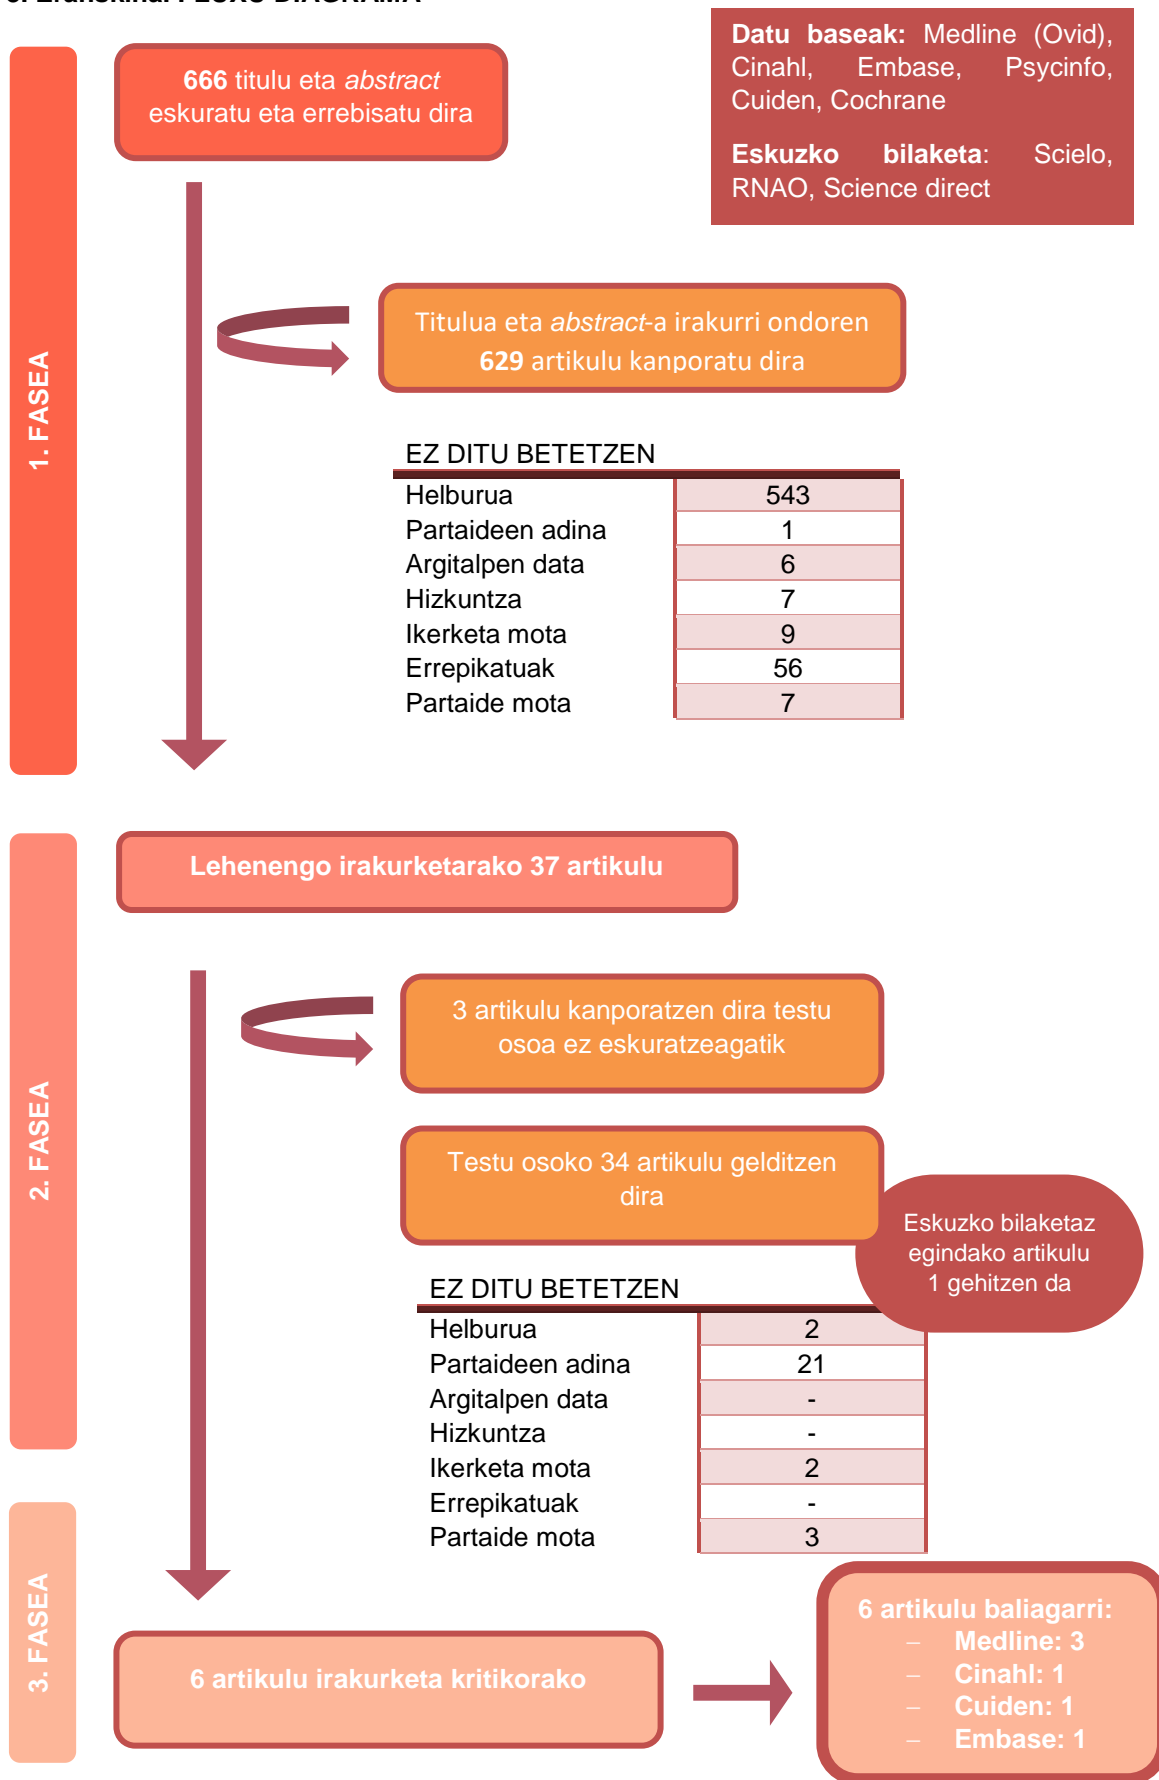 3. Eranskina: FLUXU DIAGRAMA
Datu baseak: Medline (Ovid),
Cinahl, Embase, Psycinfo,
Cuiden, Cochrane
Eskuzko bilaketa: Scielo,
RNAO, Science direct
666 titulu eta abstract
eskuratu eta errebisatu dira
1. FASEA
Titulua eta abstract-a irakurri ondoren
629 artikulu kanporatu dira
EZ DITU BETETZEN
Helburua 543
Partaideen adina 1
Argitalpen data 6
Hizkuntza 7
Ikerketa mota 9
Errepikatuak 56
Partaide mota 7
2. FASEA
Lehenengo irakurketarako 37 artikulu
3 artikulu kanporatzen dira testu
osoa ez eskuratzeagatik
Testu osoko 34 artikulu gelditzen
dira
Eskuzko bilaketaz
egindako artikulu
1 gehitzen da
EZ DITU BETETZEN
Helburua 2
Partaideen adina 21
Argitalpen data -
Hizkuntza -
Ikerketa mota 2
Errepikatuak -
Partaide mota 3
3. FASEA
6 artikulu irakurketa kritikorako
6 artikulu baliagarri:
– Medline: 3
– Cinahl: 1
– Cuiden: 1
– Embase: 1